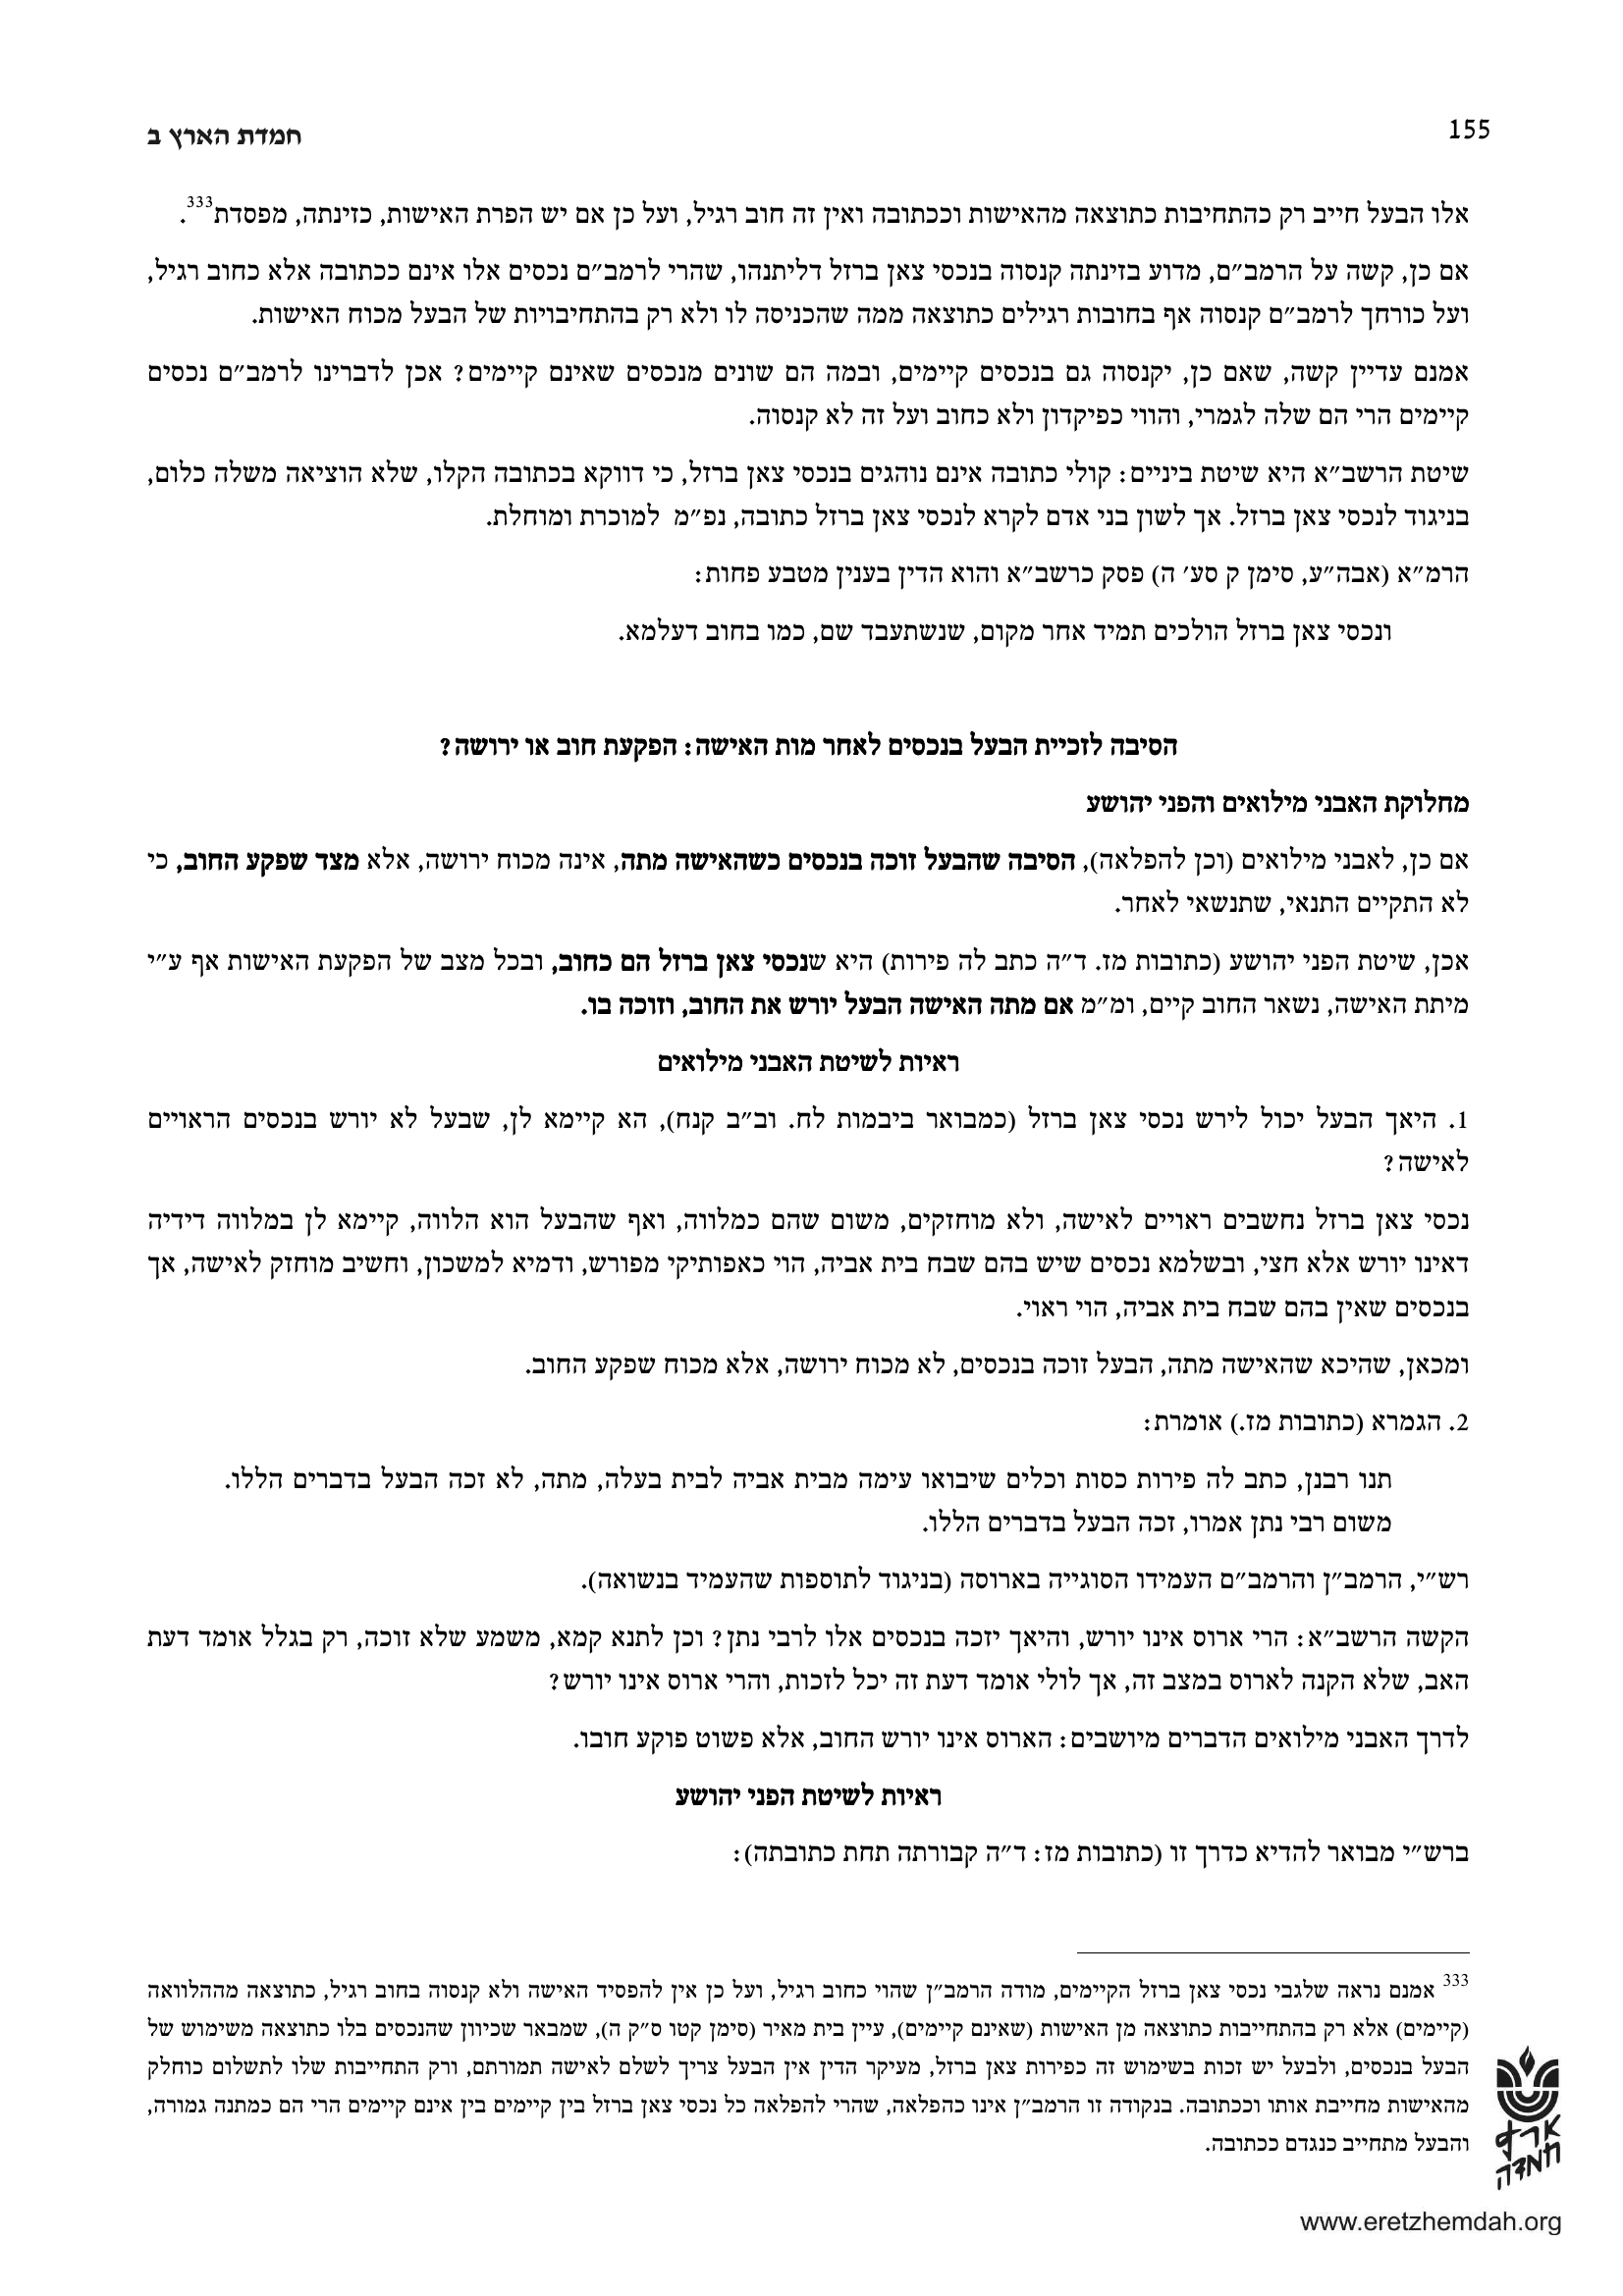 155
חמדת הארץ ב
אלו הבעל חייב רק כהתחיבות כתוצאה מהאישות וככתובה ואין זה חוב רגיל, ועל כן אם יש הפרת האישות, כזינתה, מפסדת333.
אם כן, קשה על הרמב״ם, מדוע בזינתה קנסוה בנכסי צאן ברזל דליתנהו, שהרי לרמב״ם נכסים אלו אינם ככתובה אלא כחוב רגיל,
ועל כורחך לרמב״ם קנסוה אף בחובות רגילים כתוצאה ממה שהכניסה לו ולא רק בהתחיבויות של הבעל מכוח האישות.
אמנם עדיין קשה, שאם כן, יקנסוה גם בנכסים קיימים, ובמה הם שונים מנכסים שאינם קיימים? אכן לדברינו לרמב״ם נכסים
קיימים הרי הם שלה לגמרי, והווי כפיקדון ולא כחוב ועל זה לא קנסוה.
שיטת הרשב״א היא שיטת ביניים: קולי כתובה אינם נוהגים בנכסי צאן ברזל, כי דווקא בכתובה הקלו, שלא הוציאה משלה כלום,
בניגוד לנכסי צאן ברזל. אך לשון בני אדם לקרא לנכסי צאן ברזל כתובה, נפ״מ למוכרת ומוחלת.
הרמ״א (אבה״ע, סימן ק סע׳ ה) פסק כרשב״א והוא הדין בענין מטבע פחות:
ונכסי צאן ברזל הולכים תמיד אחר מקום, שנשתעבד שם, כמו בחוב דעלמא.
הסיבה לזכיית הבעל בנכסים לאחר מות האישה: הפקעת חוב או ירושה?
מחלוקת האבני מילואים והפני יהושע
אם כן, לאבני מילואים (וכן להפלאה), הסיבה שהבעל זוכה בנכסים כשהאישה מתה, אינה מכוח ירושה, אלא מצד שפקע החוב, כי
לא התקיים התנאי, שתנשאי לאחר.
אכן, שיטת הפני יהושע (כתובות מז. ד״ה כתב לה פירות) היא שנכסי צאן ברזל הם כחוב, ובכל מצב של הפקעת האישות אף ע״י
מיתת האישה, נשאר החוב קיים, ומ״מ אם מתה האישה הבעל יורש את החוב, וזוכה בו.
ראיות לשיטת האבני מילואים
1. היאך הבעל יכול לירש נכסי צאן ברזל (כמבואר ביבמות לח. וב״ב קנח), הא קיימא לן, שבעל לא יורש בנכסים הראויים
לאישה?
נכסי צאן ברזל נחשבים ראויים לאישה, ולא מוחזקים, משום שהם כמלווה, ואף שהבעל הוא הלווה, קיימא לן במלווה דידיה
דאינו יורש אלא חצי, ובשלמא נכסים שיש בהם שבח בית אביה, הוי כאפותיקי מפורש, ודמיא למשכון, וחשיב מוחזק לאישה, אך
בנכסים שאין בהם שבח בית אביה, הוי ראוי.
ומכאן, שהיכא שהאישה מתה, הבעל זוכה בנכסים, לא מכוח ירושה, אלא מכוח שפקע החוב.
2. הגמרא (כתובות מז.) אומרת:
תנו רבנן, כתב לה פירות כסות וכלים שיבואו עימה מבית אביה לבית בעלה, מתה, לא זכה הבעל בדברים הללו.
משום רבי נתן אמרו, זכה הבעל בדברים הללו.
רש״י, הרמב״ן והרמב״ם העמידו הסוגייה בארוסה (בניגוד לתוספות שהעמיד בנשואה).
הקשה הרשב״א: הרי ארוס אינו יורש, והיאך יזכה בנכסים אלו לרבי נתן? וכן לתנא קמא, משמע שלא זוכה, רק בגלל אומד דעת
האב, שלא הקנה לארוס במצב זה, אך לולי אומד דעת זה יכל לזכות, והרי ארוס אינו יורש?
לדרך האבני מילואים הדברים מיושבים: הארוס אינו יורש החוב, אלא פשוט פוקע חובו.
ראיות לשיטת הפני יהושע
ברש״י מבואר להדיא כדרך זו (כתובות מז: ד״ה קבורתה תחת כתובתה):
333 אמנם נראה שלגבי נכסי צאן ברזל הקיימים, מודה הרמב״ן שהוי כחוב רגיל, ועל כן אין להפסיד האישה ולא קנסוה בחוב רגיל, כתוצאה מההלוואה
(קיימים) אלא רק בהתחייבות כתוצאה מן האישות (שאינם קיימים), עיין בית מאיר (סימן קטו ס״ק ה), שמבאר שכיוון שהנכסים בלו כתוצאה משימוש של
הבעל בנכסים, ולבעל יש זכות בשימוש זה כפירות צאן ברזל, מעיקר הדין אין הבעל צריך לשלם לאישה תמורתם, ורק התחייבות שלו לתשלום כוחלק
מהאישות מחייבת אותו וככתובה. בנקודה זו הרמב״ן אינו כהפלאה, שהרי להפלאה כל נכסי צאן ברזל בין קיימים בין אינם קיימים הרי הם כמתנה גמורה,
והבעל מתחייב כנגדם ככתובה.
ארץ
חמדה
www.eretzhemdah.org